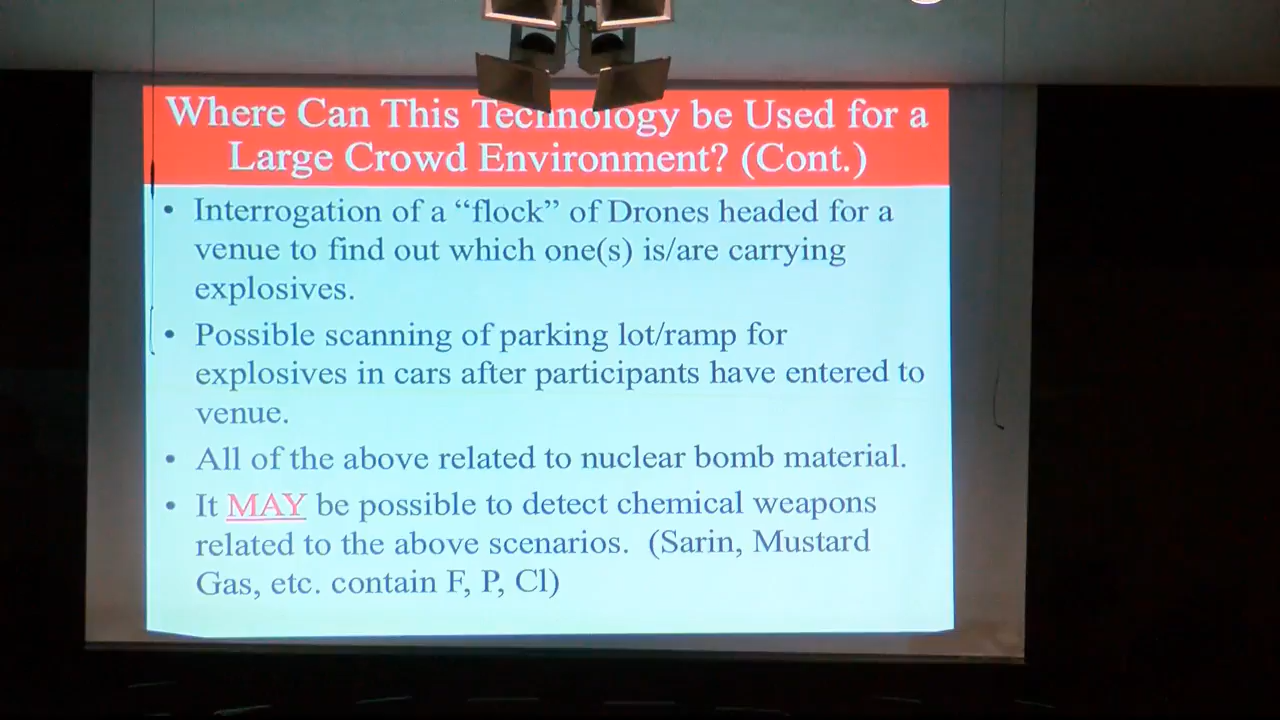 Where Can This Technology be Used for a
Large Crowd Environment? (Cont.)
• Interrogation of a “flock” of Drones headed for a
venue to find out which one(s) is/are carrying
explosives.
• Possible scanning of parking lot/ramp for
explosives in cars after participants have entered to
venue.
• All of the above related to nuclear bomb material.
• It MAY be possible to detect chemical weapons
related to the above scenarios. (Sarin, Mustard
Gas, etc. contain F, P, Cl)